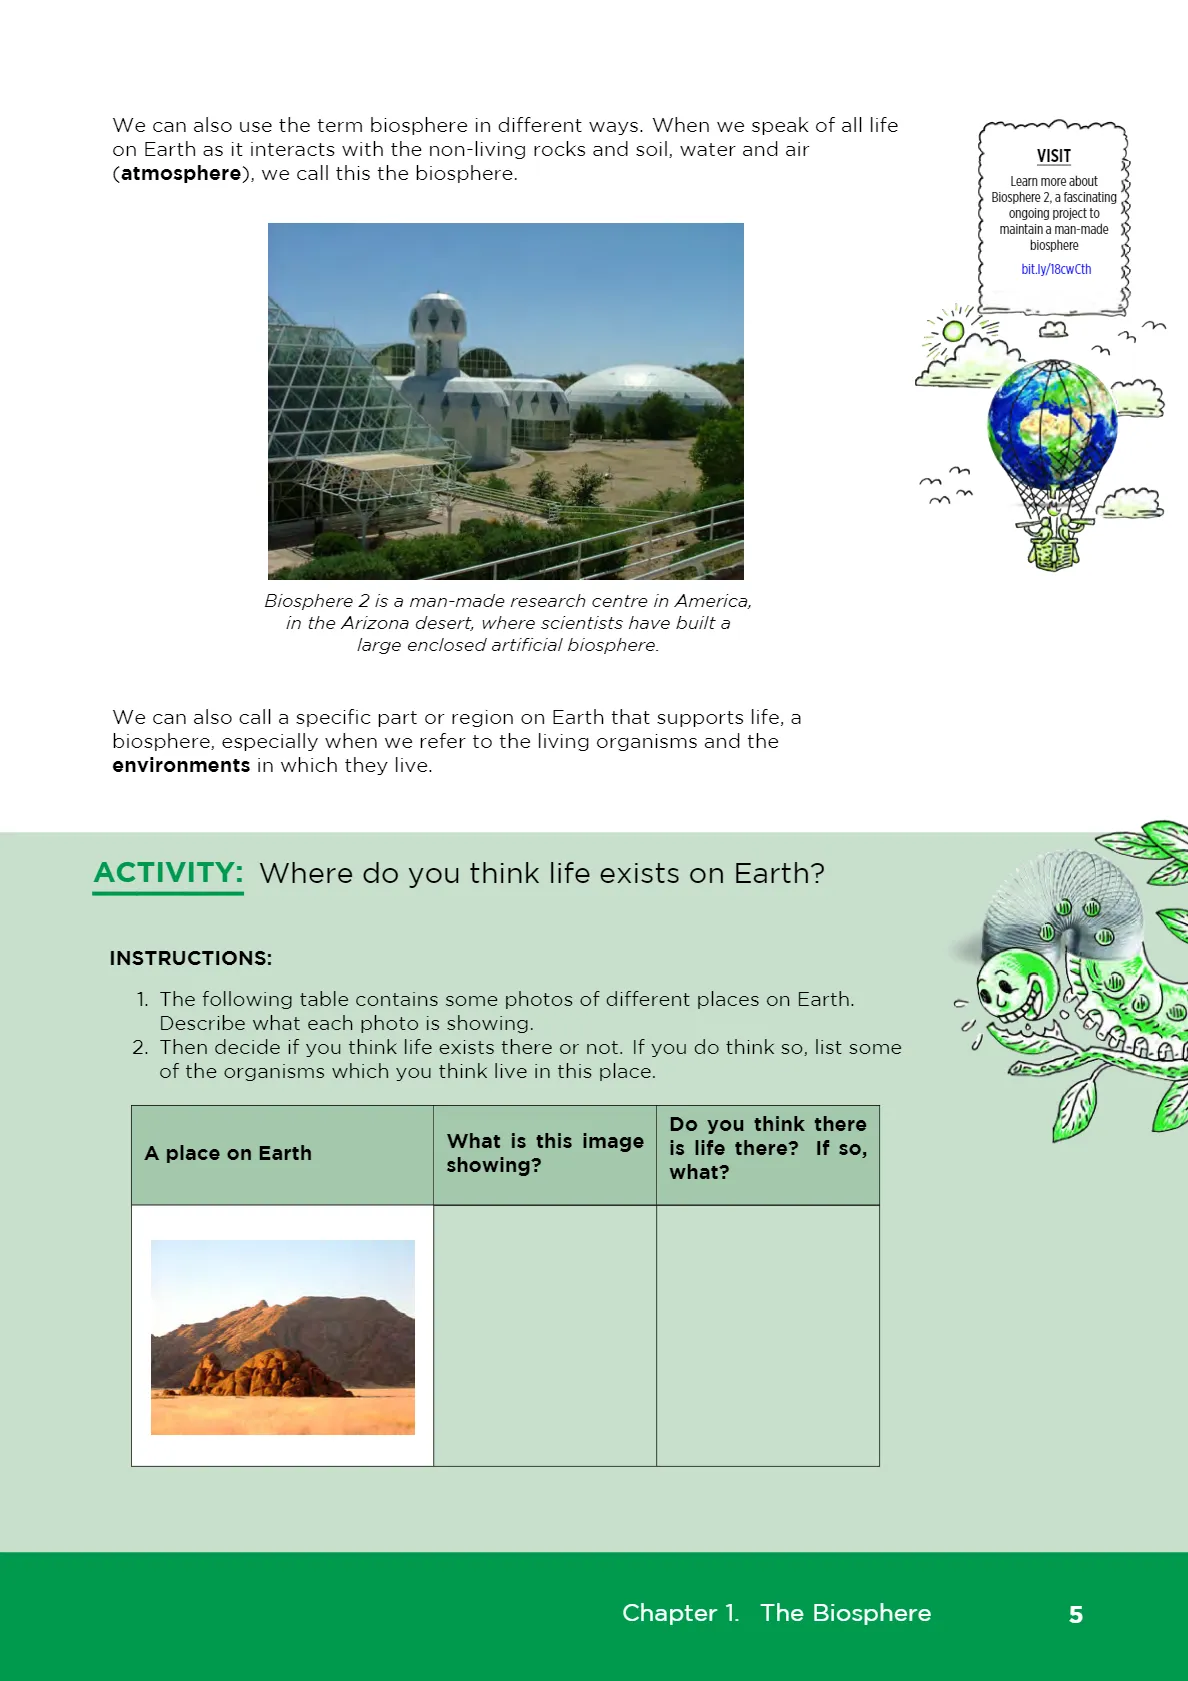 We can also use the term biosphere in different ways. When we speak of all life
on Earth as it interacts with the non-living rocks and soil, water and air
(atmosphere), we call this the biosphere.
VISIT
Learn more about
Biosphere 2, a fascinating
ongoing project to
maintain a man-made
biosphere
bit.ly/18cwCth
Biosphere 2 is a man-made research centre in America,
in the Arizona desert, where scientists have built a
large enclosed artificial biosphere.
We can also call a specific part or region on Earth that supports life, a
biosphere, especially when we refer to the living organisms and the
environments in which they live.
ACTIVITY: Where do you think life exists on Earth?
INSTRUCTIONS:
1. The following table contains some photos of different places on Earth.
Describe what each photo is showing.
2. Then decide if you think life exists there or not. If you do think so, list some
of the organisms which you think live in this place.
A place on Earth
What is this image
showing?
Do you think there
is life there? If so,
what?
Chapter 1. The Biosphere 5